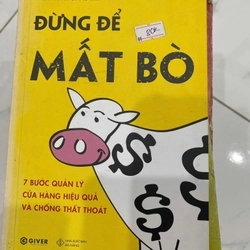 ĐỪNG ĐỂ
MẤT BÒ
7 BƯỚC QUẢN LÝ
CỬA HÀNG HIỆU QUẢ
VÀ CHỐNG THẤT THOÁT
GIVER